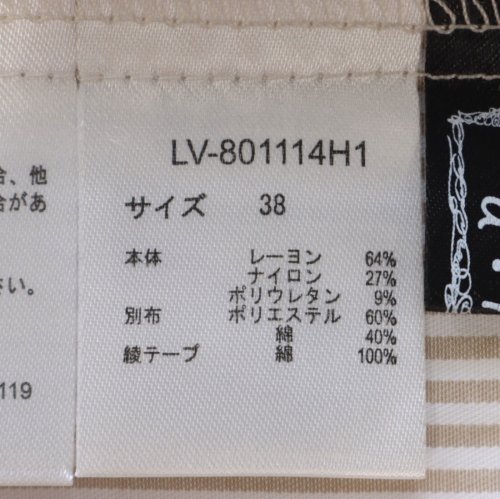 LV-801114H1
サイズ 38
本体 レーヨン 64%
ナイロン 27%
ポリウレタン 9%
別布 ポリエステル 60%
綿 40%
綾テープ 綿 100%
合、他
合があ
さい。
119
a